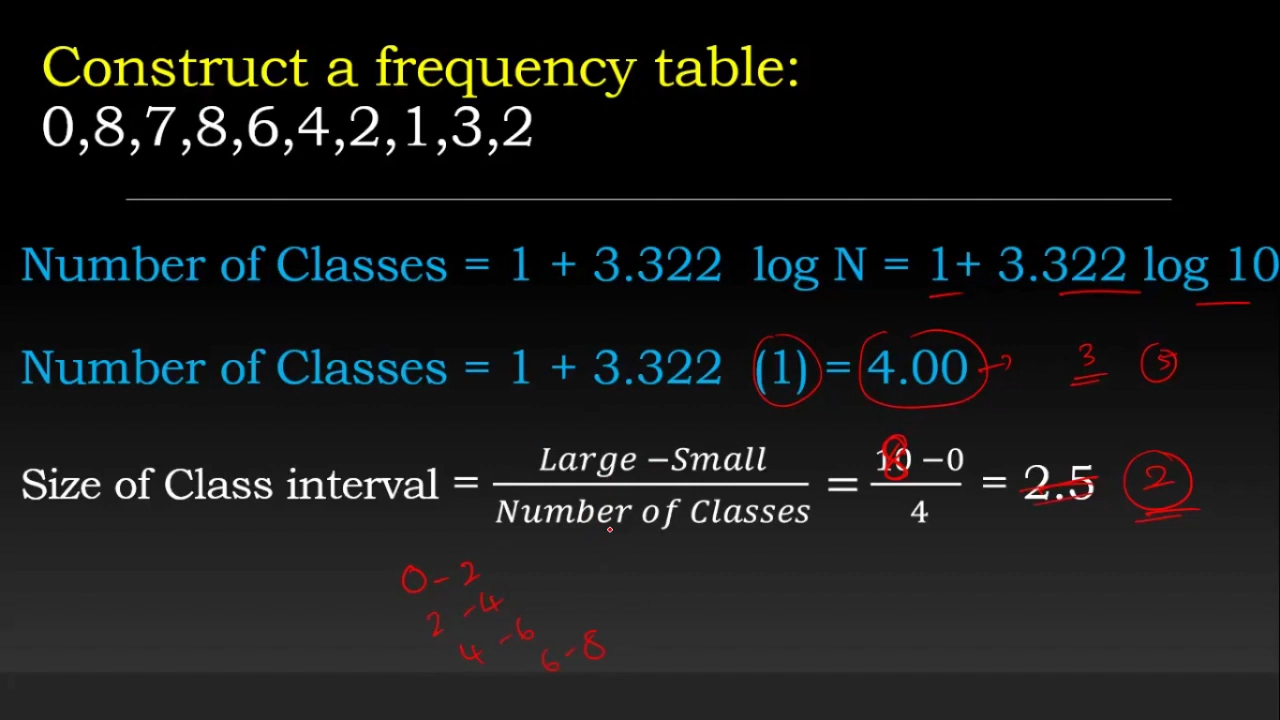 Construct a frequency table:
0,8,7,8,6,4,2,1,3,2
Number of Classes = 1 + 3.322 log N = 1+ 3.322 log 10
Number of Classes = 1 + 3.322 (1) = 4.00 → 3 5
Size of Class interval = Large −Small / Number of Classes = 10 8 −0 / 4 = 2.5 2
0 - 2
2 - 4
4 - 6
6 - 8